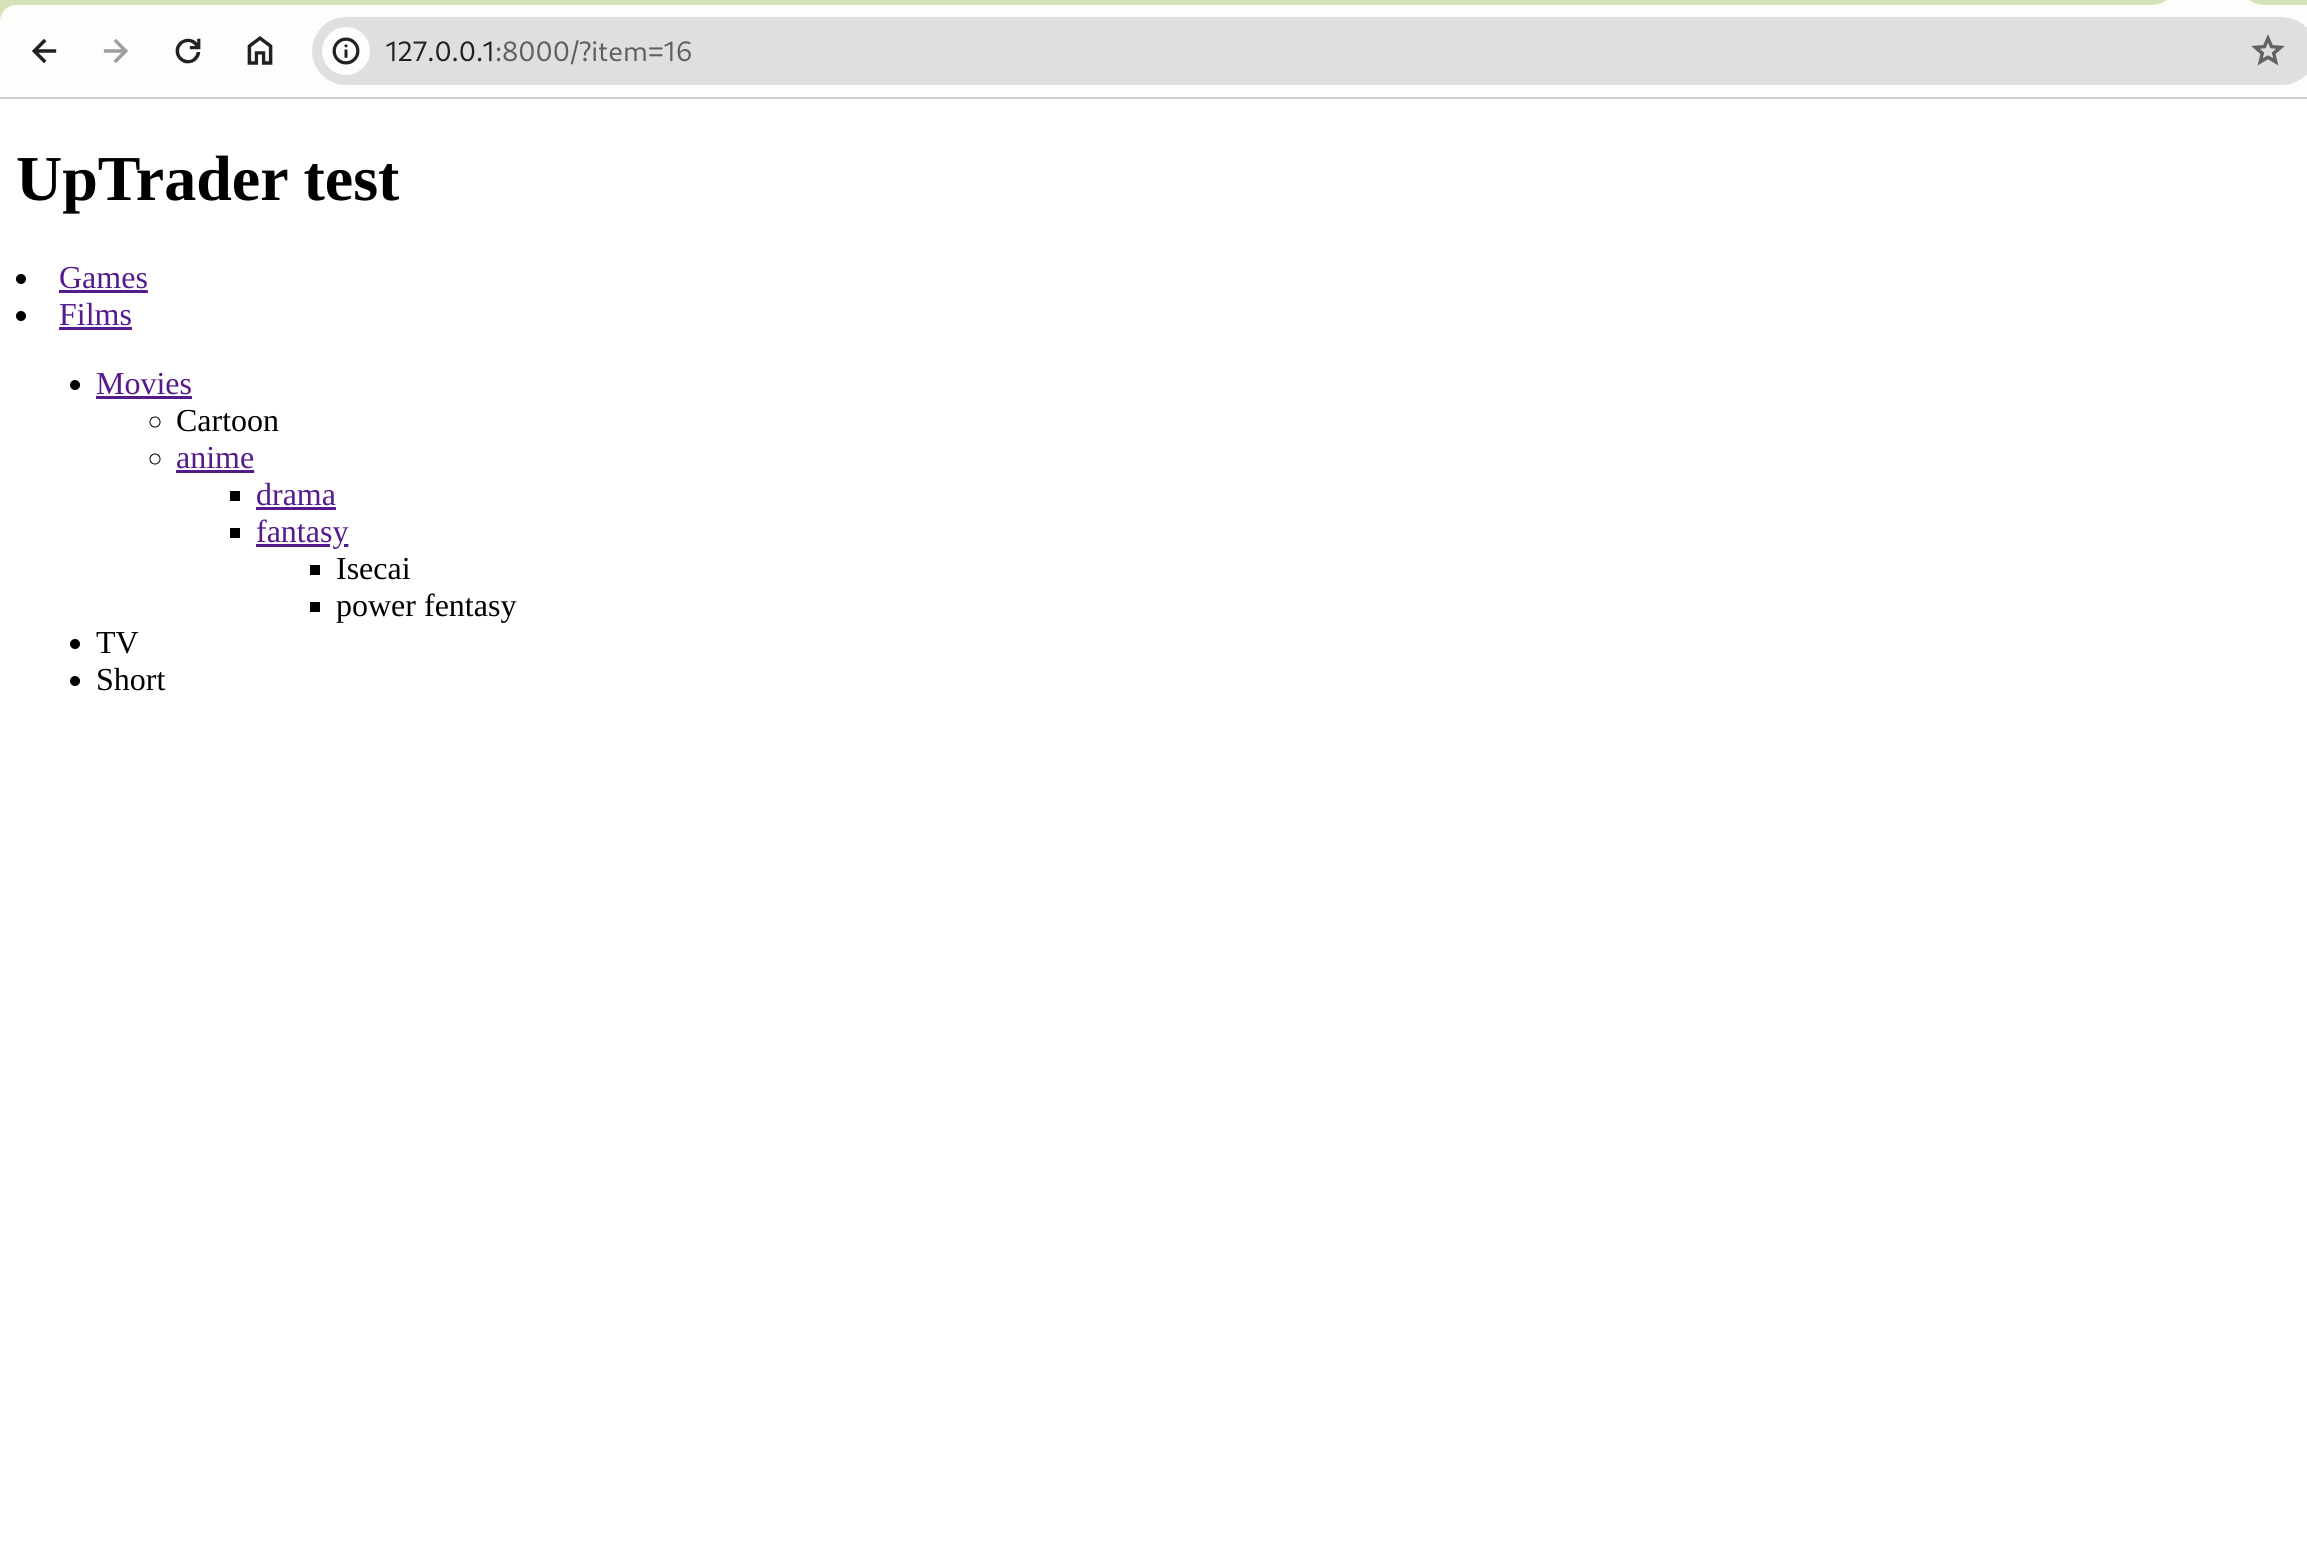 127.0.0.1:8000/?item=16
UpTrader test
Games
Films
Movies
Cartoon
anime
drama
fantasy
Isecai
power fentasy
TV
Short